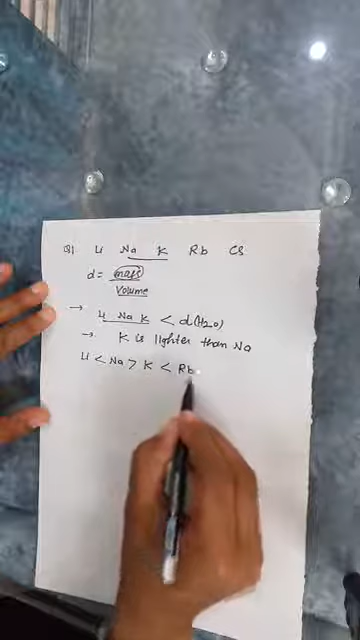 Q1 Li Na K Rb Cs
d = mass
volume
→ Li Na K < d(H2O)
→ K is lighter than Na
Li < Na > K < Rb